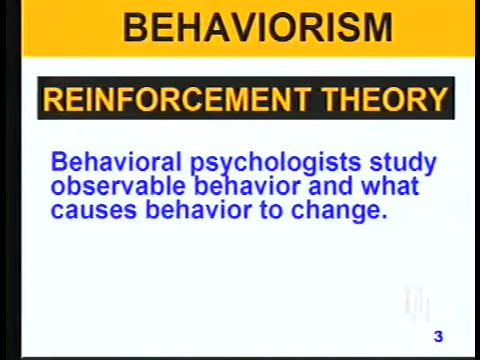 BEHAVIORISM
REINFORCEMENT THEORY
Behavioral psychologists study
observable behavior and what
causes behavior to change.
3